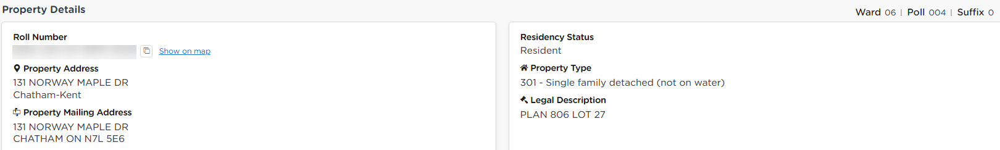 Property Details
Ward 06 | Poll 004 | Suffix 0
Roll Number
Show on map
Property Address
131 NORWAY MAPLE DR
Chatham-Kent
Property Mailing Address
131 NORWAY MAPLE DR
CHATHAM ON N7L 5E6
Residency Status
Resident
Property Type
301 - Single family detached (not on water)
Legal Description
PLAN 806 LOT 27